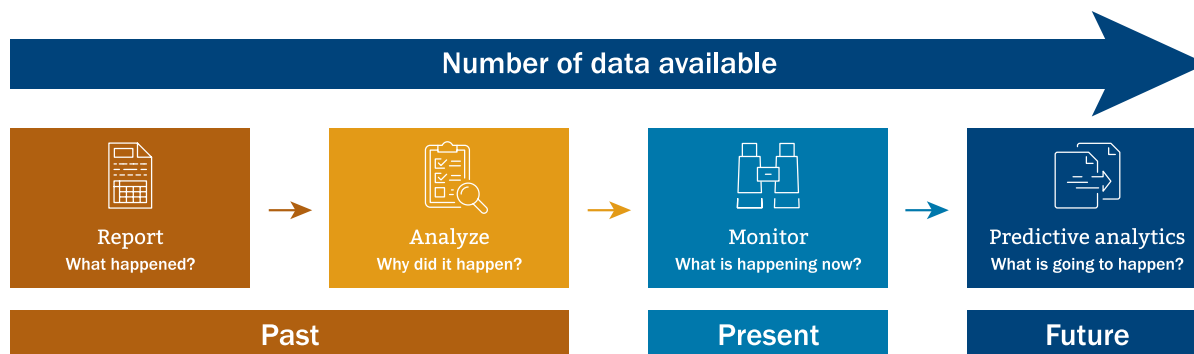 Number of data available
Report
What happened?
Analyze
Why did it happen?
Monitor
What is happening now?
Predictive analytics
What is going to happen?
Past
Present
Future